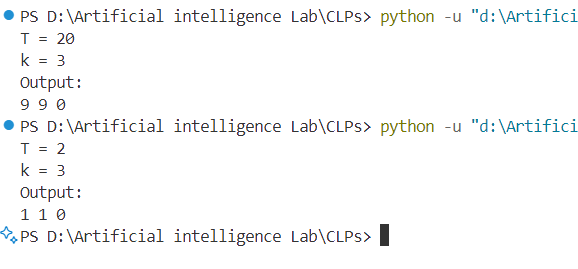 PS D:\Artificial intelligence Lab\CLPs> python -u "d:\Artifici
T = 20
k = 3
Output:
9 9 0
PS D:\Artificial intelligence Lab\CLPs> python -u "d:\Artifici
T = 2
k = 3
Output:
1 1 0
PS D:\Artificial intelligence Lab\CLPs>